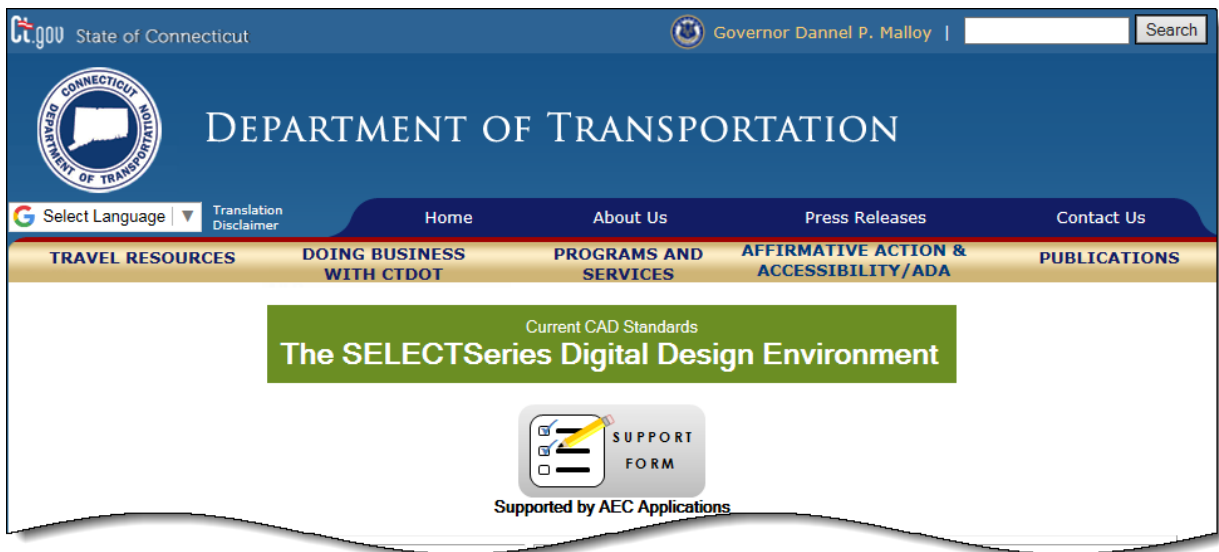 Ct.gov State of Connecticut
Governor Dannel P. Malloy |
Search
CONNECTICUT
DEPARTMENT OF TRANSPORTATION
DEPARTMENT OF TRANSPORTATION
Select Language ▼
Translation
Disclaimer
Home
About Us
Press Releases
Contact Us
TRAVEL RESOURCES
DOING BUSINESS
WITH CTDOT
PROGRAMS AND
SERVICES
AFFIRMATIVE ACTION &
ACCESSIBILITY/ADA
PUBLICATIONS
Current CAD Standards
The SELECTSeries Digital Design Environment
SUPPORT
FORM
Supported by AEC Applications